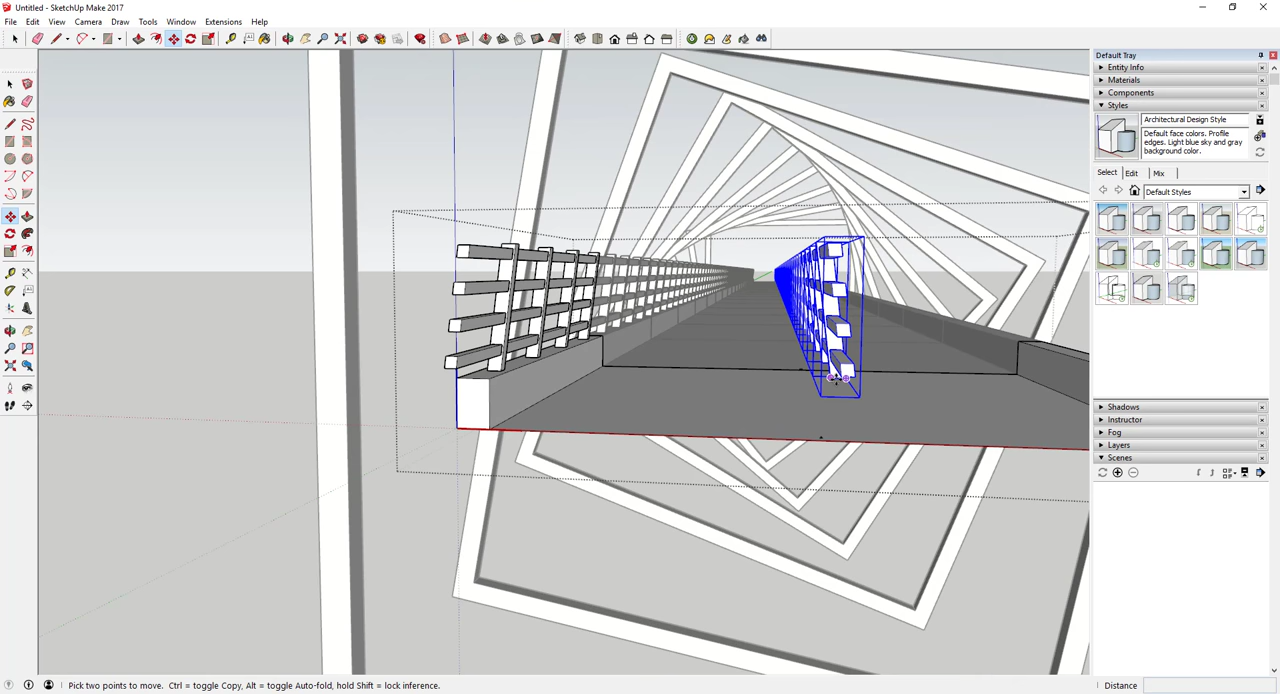 Untitled - SketchUp Make 2017
File Edit View Camera Draw Tools Window Extensions Help
Default Tray
Entity Info
Materials
Components
Styles
Architectural Design Style
Default face colors. Profile
edges. Light blue sky and gray
background color.
Select Edit Mix
Default Styles
Shadows
Instructor
Fog
Layers
Scenes
Pick two points to move. Ctrl = toggle Copy, Alt = toggle Auto-fold, hold Shift = lock inference.
Distance